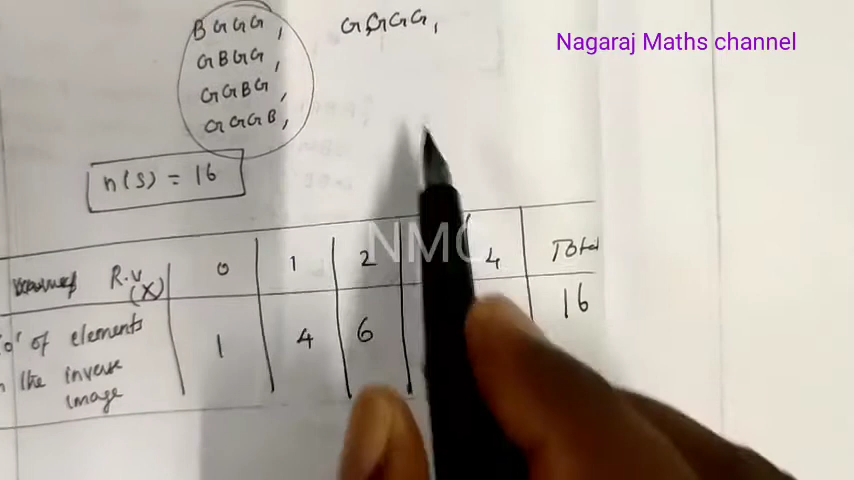 BGGG, GGGG,
GBGG,
GGBG,
GGGB,
Nagaraj Maths channel
n(S) = 16
NMC
R.V (X) 0 1 2 4 Total
of elements 1 4 6 16
the inverse
image